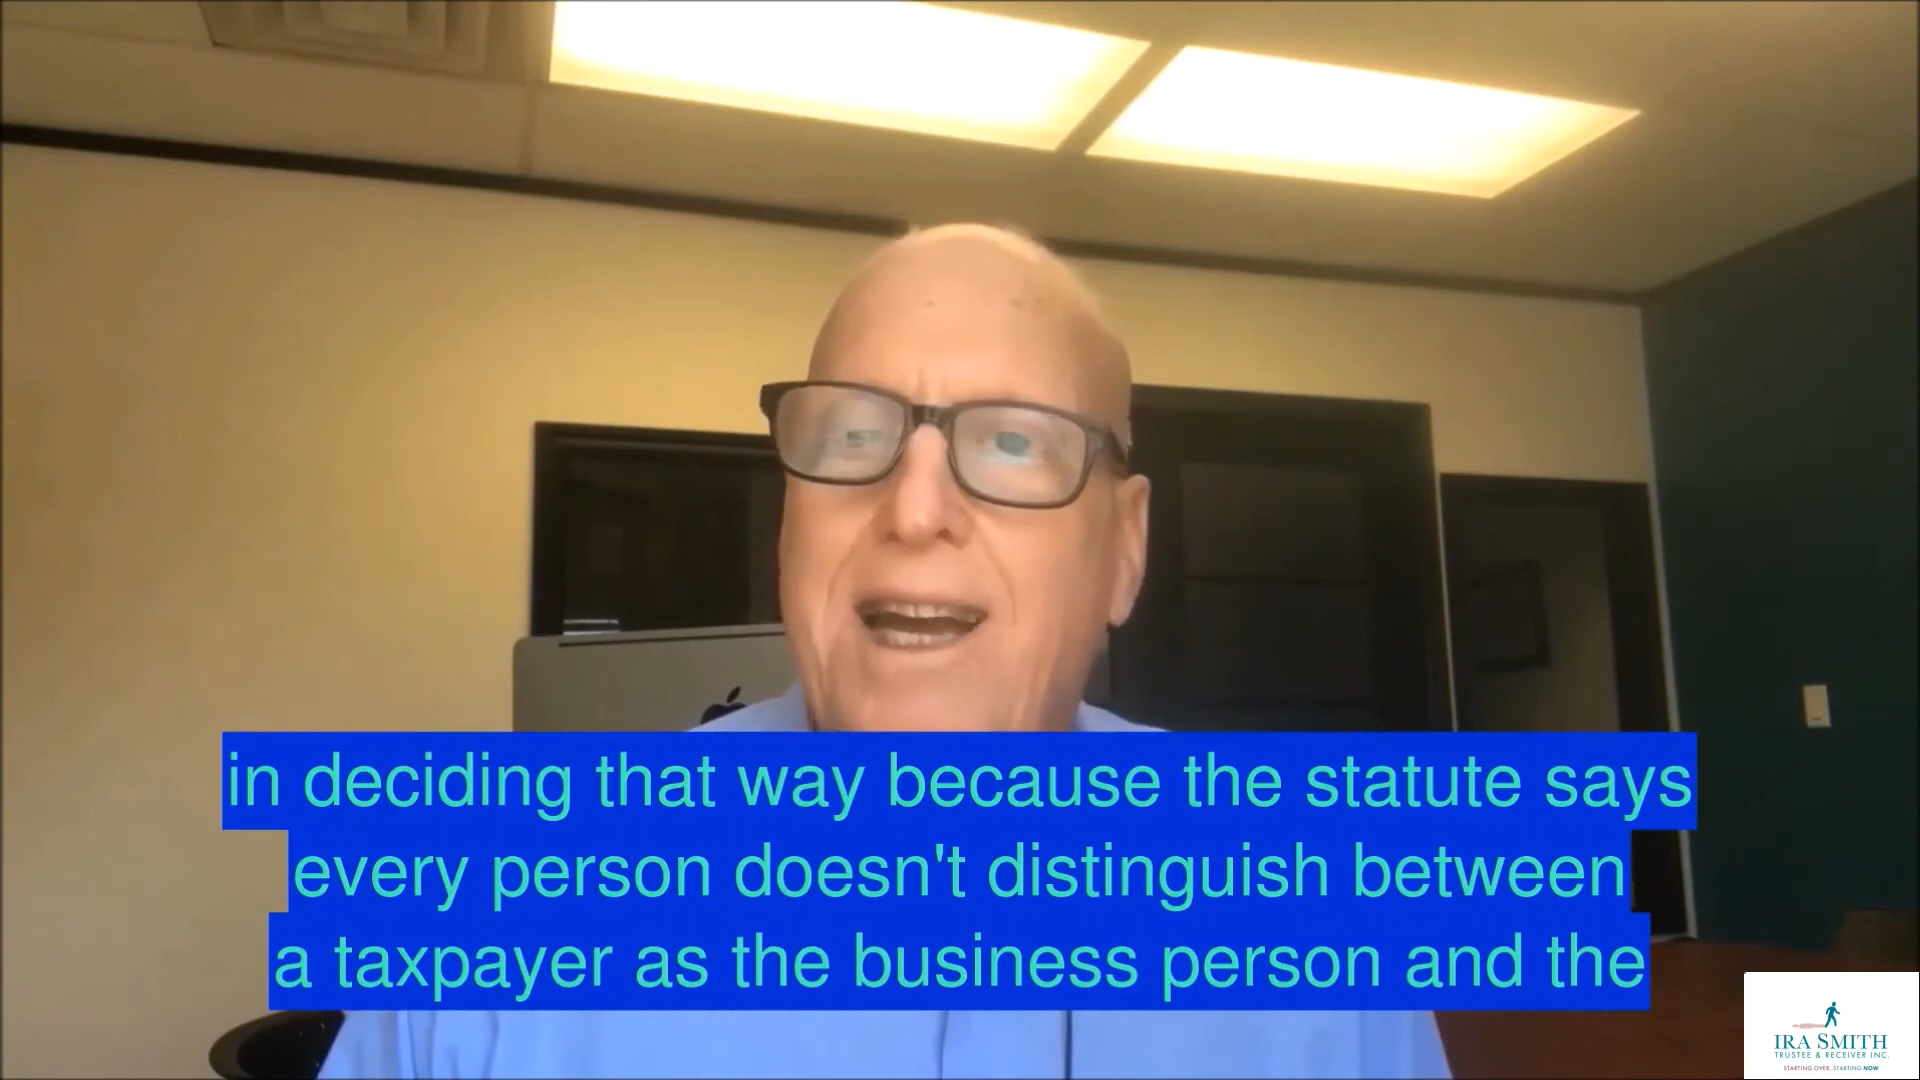 in deciding that way because the statute says
every person doesn't distinguish between
a taxpayer as the business person and the
IRA SMITH
TRUSTEE & RECEIVER INC.
STARTING OVER, STARTING NOW